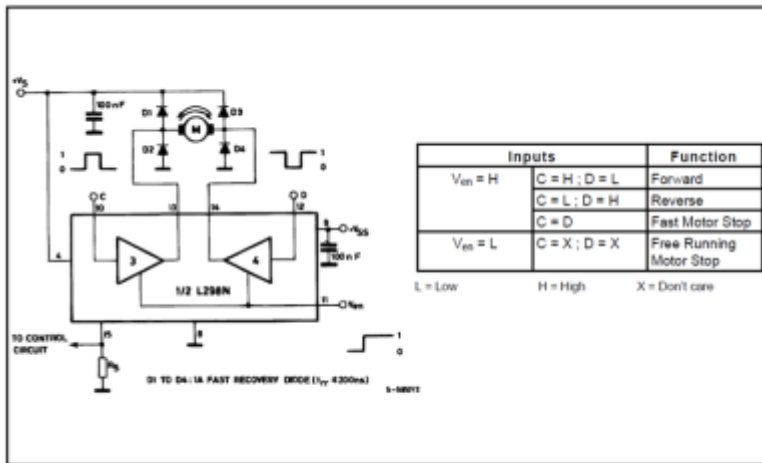 +Vs
100nF
D1
D3
M
D2
D4
1
0
1
0
C
D
10
13
14
12
9
+VSS
100nF
4
3
4
1/2 L298N
11
Ven
15
8
TO CONTROL
CIRCUIT
RS
1
0
D1 TO D4 : 1A FAST RECOVERY DIODE (trr ≤ 200ns)
Inputs Function
Ven = H C = H ; D = L Forward
C = L ; D = H Reverse
C = D Fast Motor Stop
Ven = L C = X ; D = X Free Running
Motor Stop
L = Low H = High X = Don't care